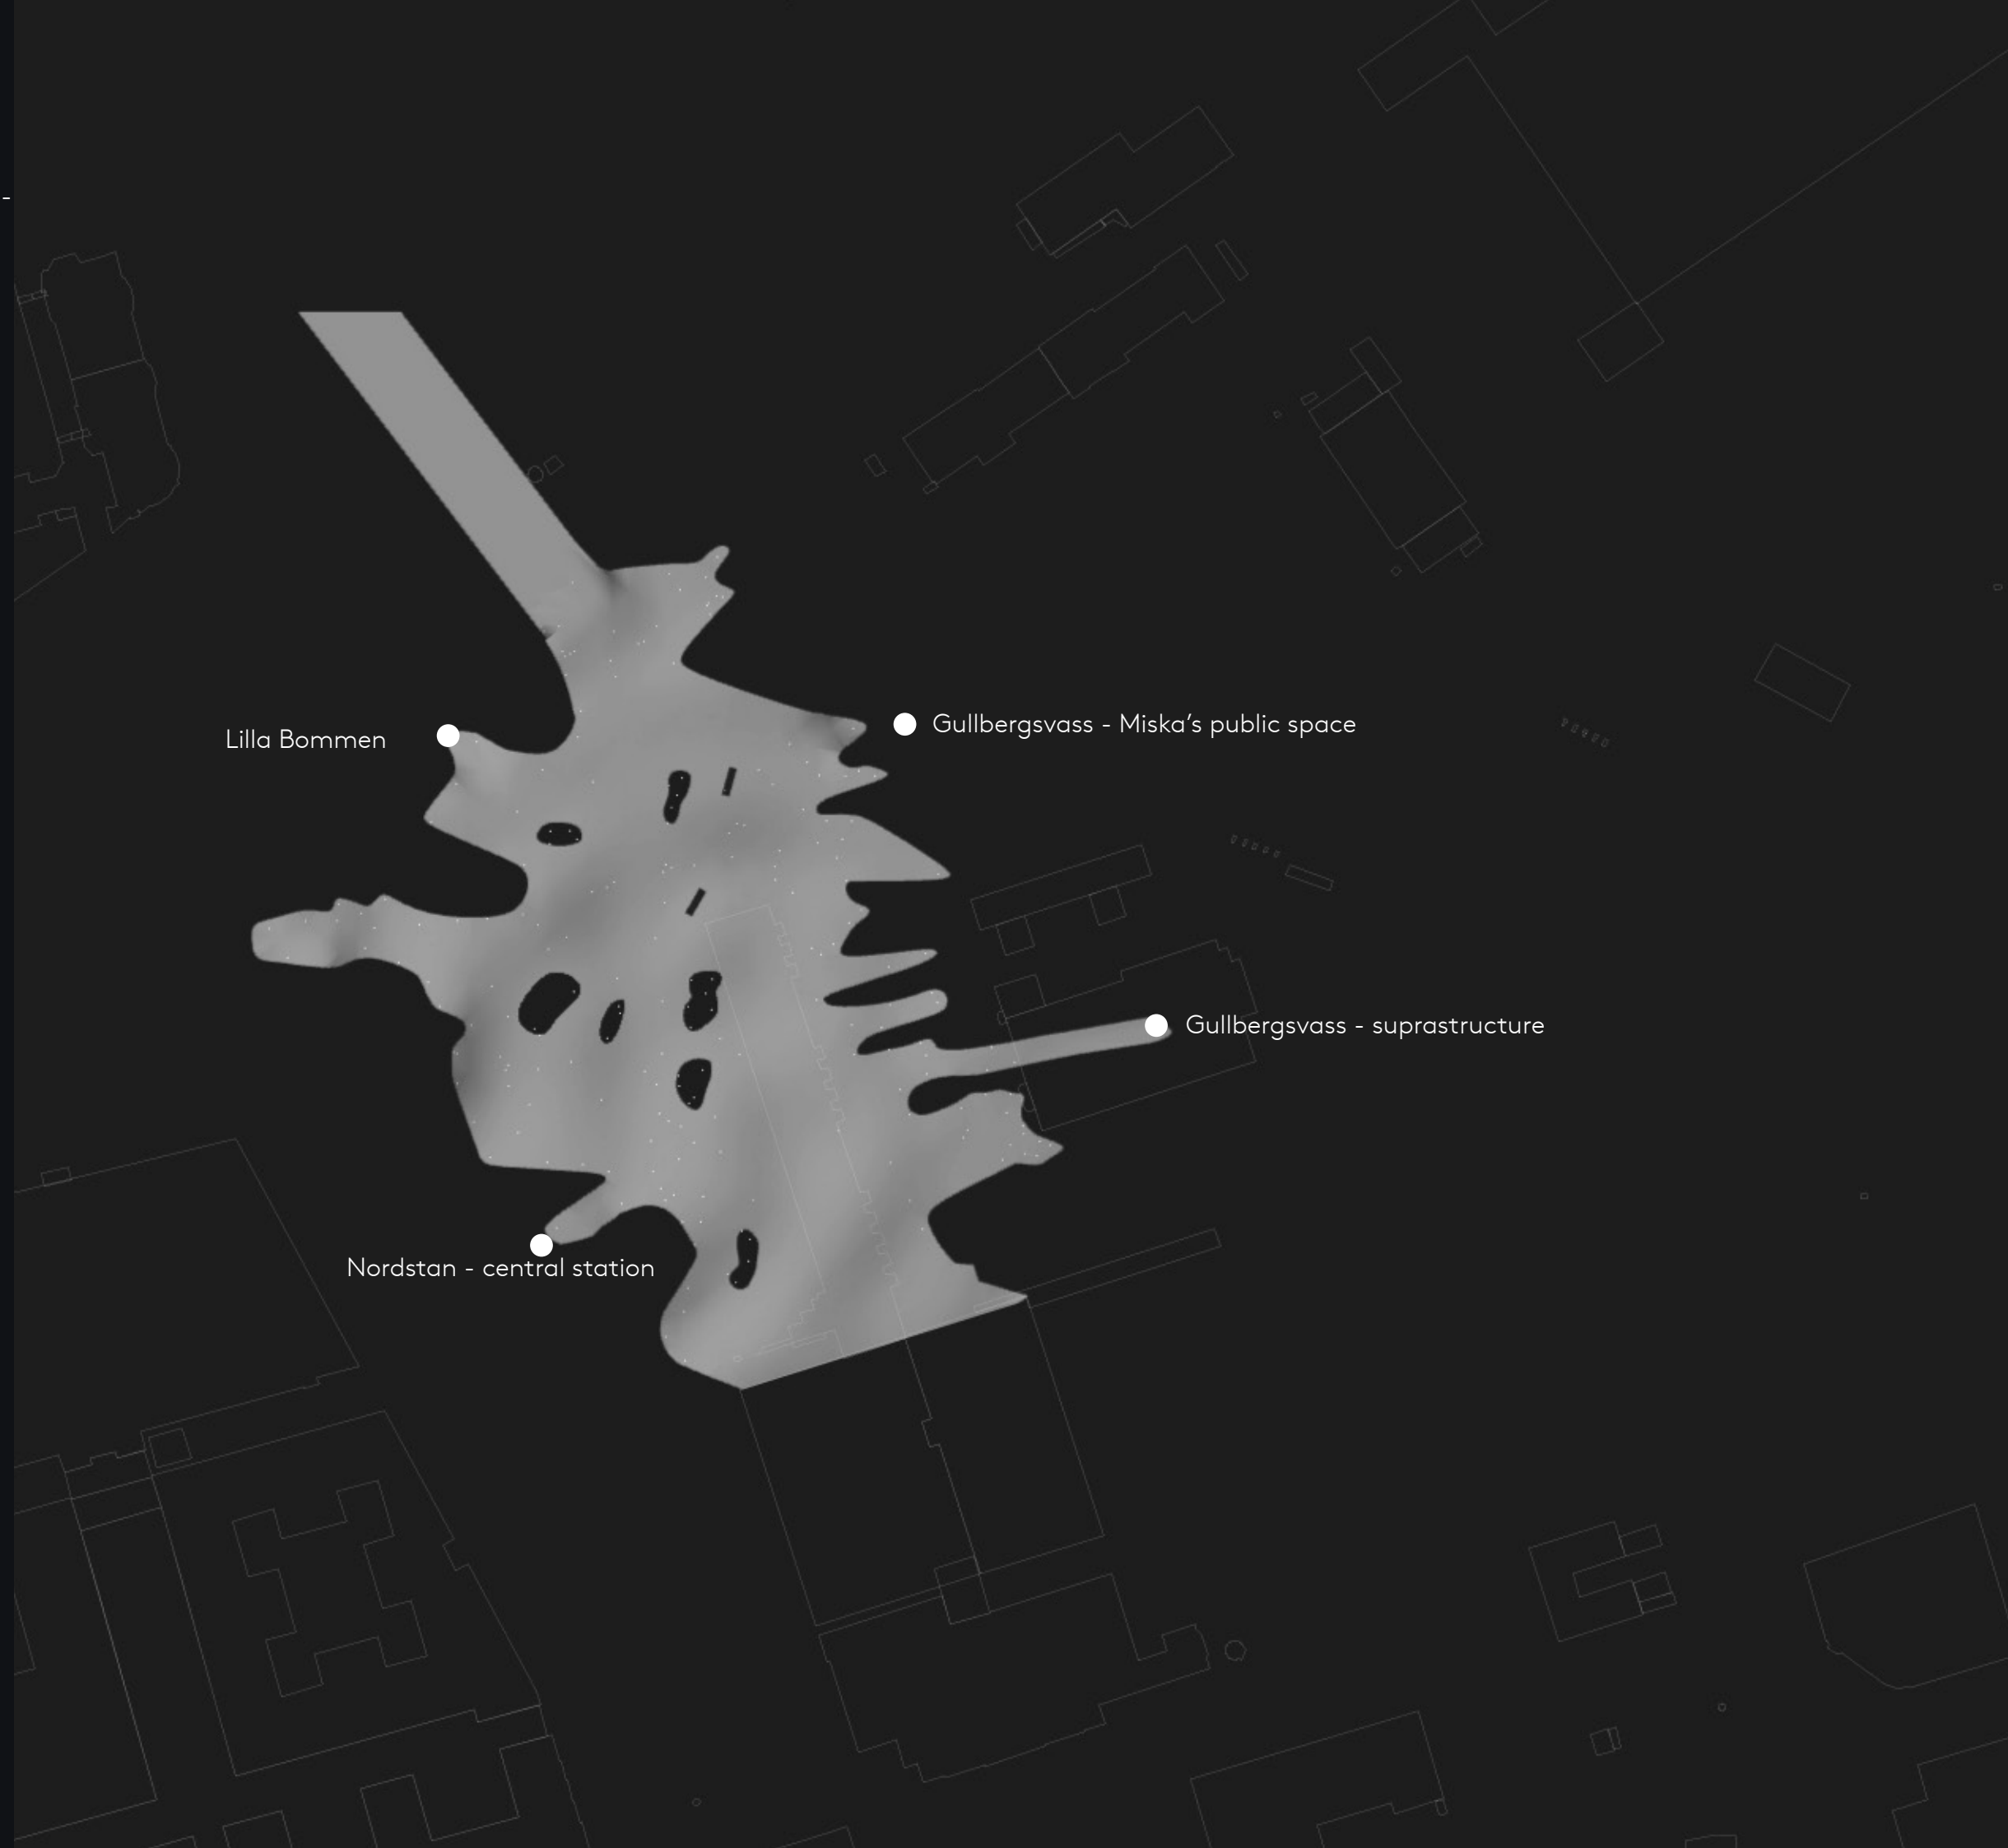 -
Gullbergsvass - Miska’s public space
Lilla Bommen
Gullbergsvass - suprastructure
Nordstan - central station